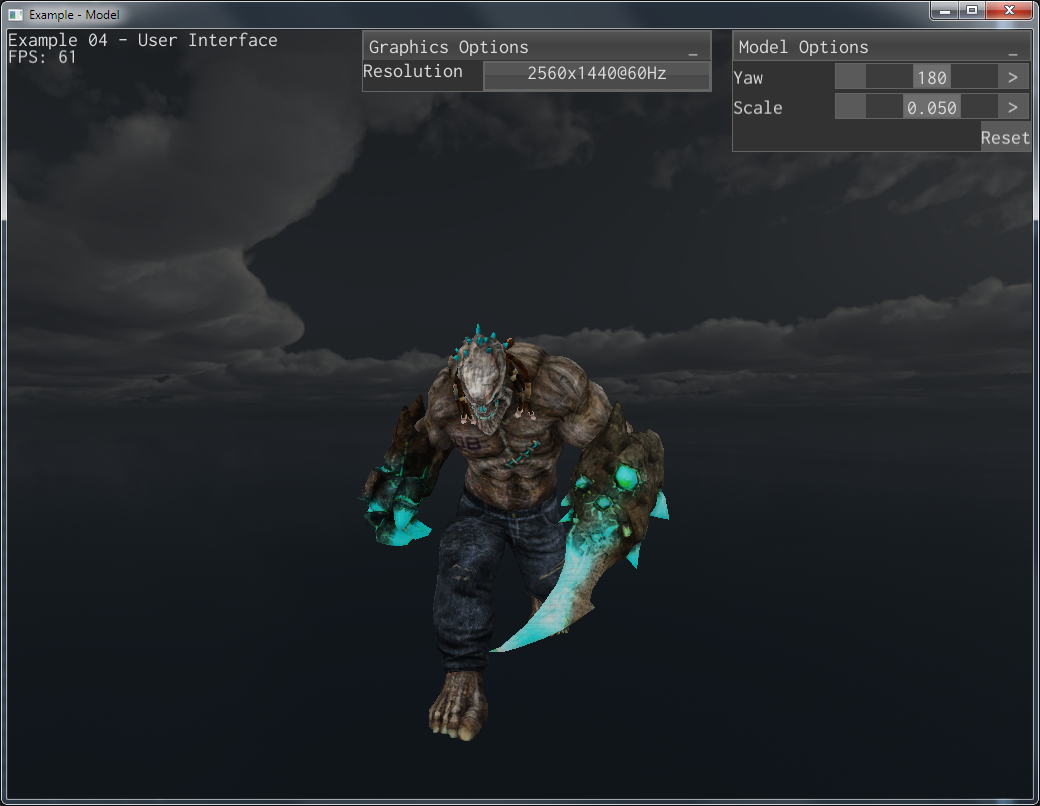 Example - Model
Example 04 - User Interface
FPS: 61
Graphics Options _
Resolution 2560x1440@60Hz
Model Options _
Yaw 180 >
Scale 0.050 >
Reset